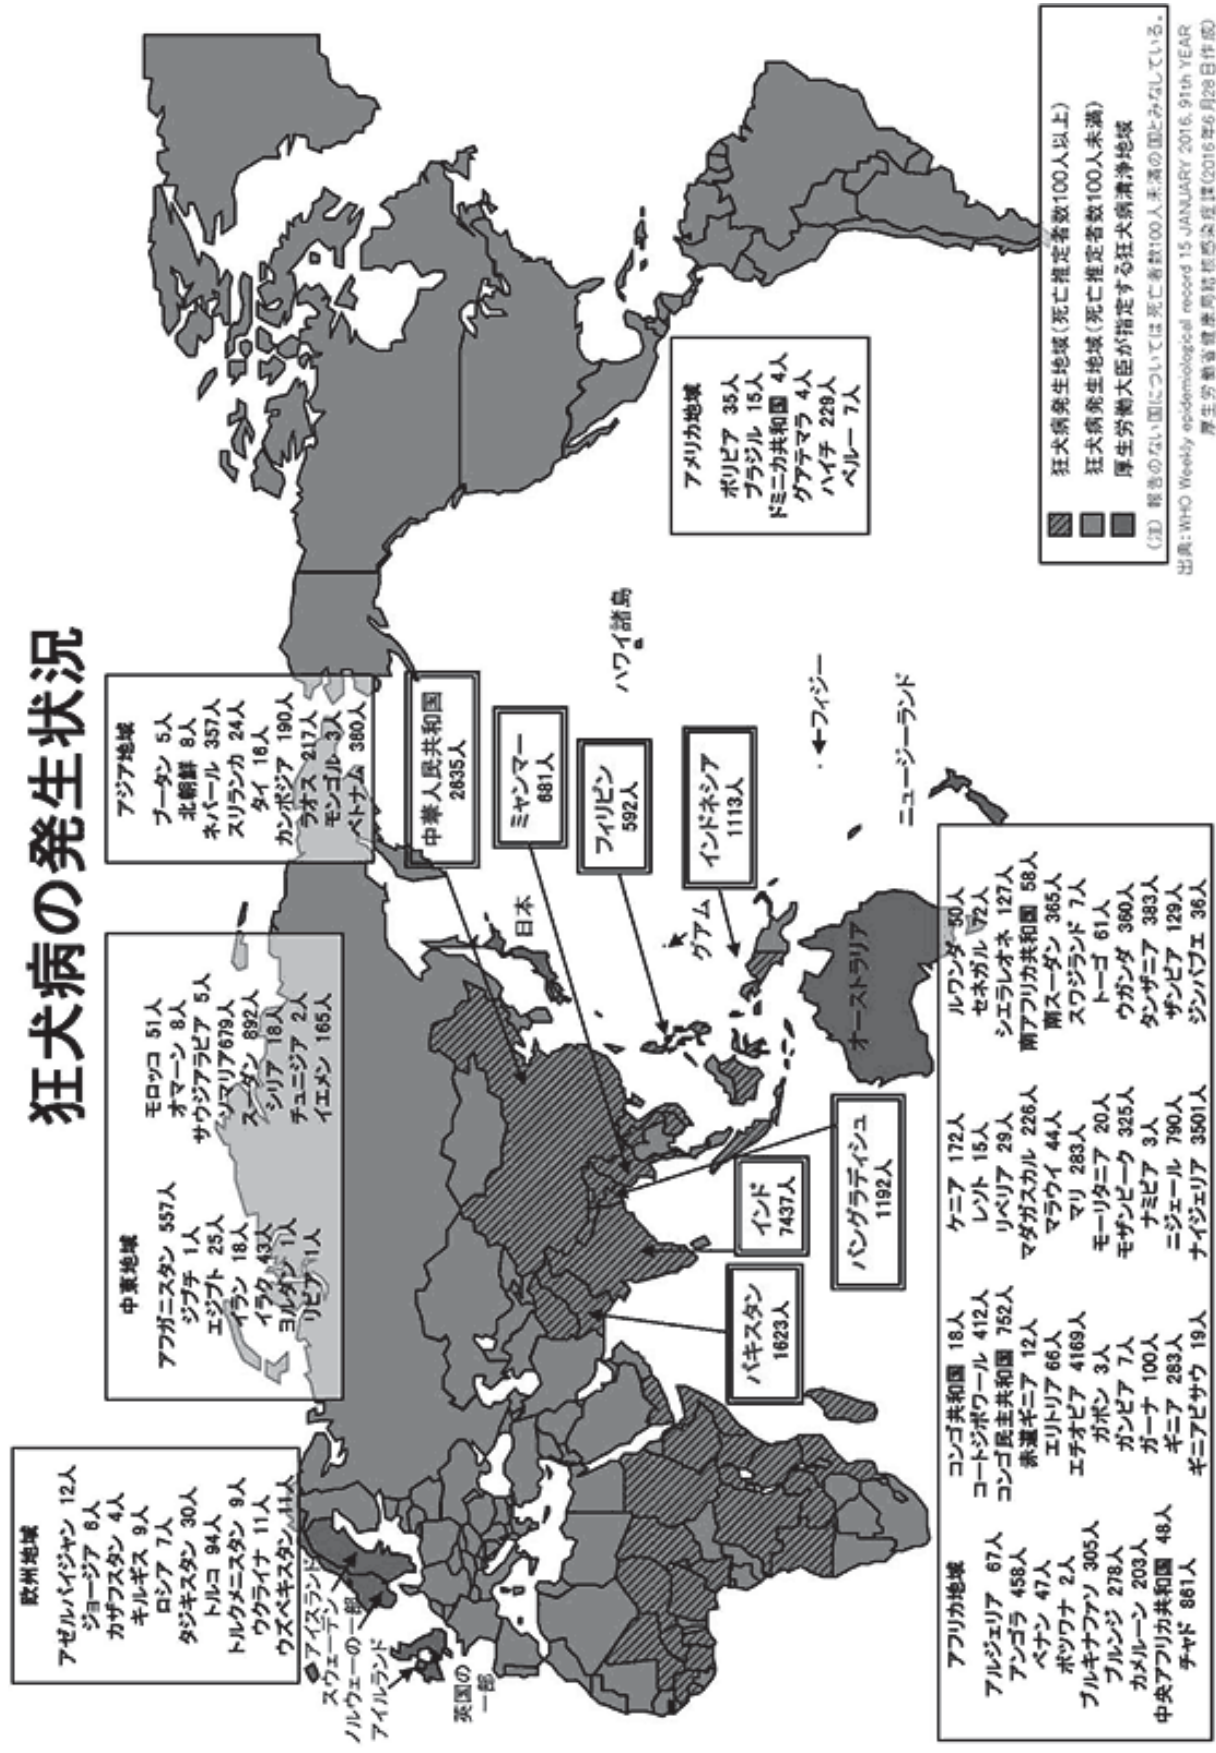 狂犬病の発生状況
欧州地域
アゼルバイジャン 12人
ジョージア 6人
カザフスタン 4人
キルギス 9人
ロシア 7人
タジキスタン 30人
トルコ 94人
トルクメニスタン 9人
ウクライナ 11人
ウズベキスタン 11人
中東地域
アフガニスタン 557人
ジブチ 1人
エジプト 25人
イラン 18人
イラク 43人
ヨルダン 1人
リビア 1人
モロッコ 51人
オマーン 8人
サウジアラビア 5人
ソマリア679人
スーダン 892人
シリア 18人
チュニジア 2人
イエメン 165人
アジア地域
ブータン 5人
北朝鮮 8人
ネパール 357人
スリランカ 24人
タイ 16人
カンボジア 190人
ラオス 217人
モンゴル 3人
ベトナム 360人
中華人民共和国
2635人
ミャンマー
681人
フィリピン
592人
インドネシア
1113人
アイスランド
スウェーデン
ノルウェーの一部
アイルランド
英国の
一部
日本
グアム
ハワイ諸島
←フィジー
ニュージーランド
オーストラリア
パキスタン
1623人
インド
7437人
バングラディシュ
1192人
アメリカ地域
ボリビア 35人
ブラジル 15人
ドミニカ共和国 4人
グアテマラ 4人
ハイチ 229人
ペルー 7人
アフリカ地域
アルジェリア 67人
アンゴラ 458人
ベナン 47人
ボツワナ 2人
ブルキナファソ 305人
ブルンジ 278人
カメルーン 203人
中央アフリカ共和国 48人
チャド 861人
コンゴ共和国 18人
コートジボワール 412人
コンゴ民主共和国 752人
赤道ギニア 12人
エリトリア 66人
エチオピア 4169人
ガボン 3人
ガンビア 7人
ガーナ 100人
ギニア 283人
ギニアビサウ 19人
ケニア 172人
レソト 15人
リベリア 29人
マダガスカル 226人
マラウイ 44人
マリ 283人
モーリタニア 20人
モザンビーク 325人
ナミビア 3人
ニジェール 790人
ナイジェリア 3501人
ルワンダ 50人
セネガル 72人
シエラレオネ 127人
南アフリカ共和国 58人
南スーダン 365人
スワジランド 7人
トーゴ 61人
ウガンダ 360人
タンザニア 383人
ザンビア 129人
ジンバブエ 36人
狂犬病発生地域(死亡推定者数100人以上)
狂犬病発生地域(死亡推定者数100人未満)
厚生労働大臣が指定する狂犬病清浄地域
(注) 報告のない国については死亡者数100人未満の国とみなしている。
出典:WHO Weekly epidemiological record 15 JANUARY 2016, 91th YEAR
厚生労働省健康局結核感染症課(2016年6月28日作成)